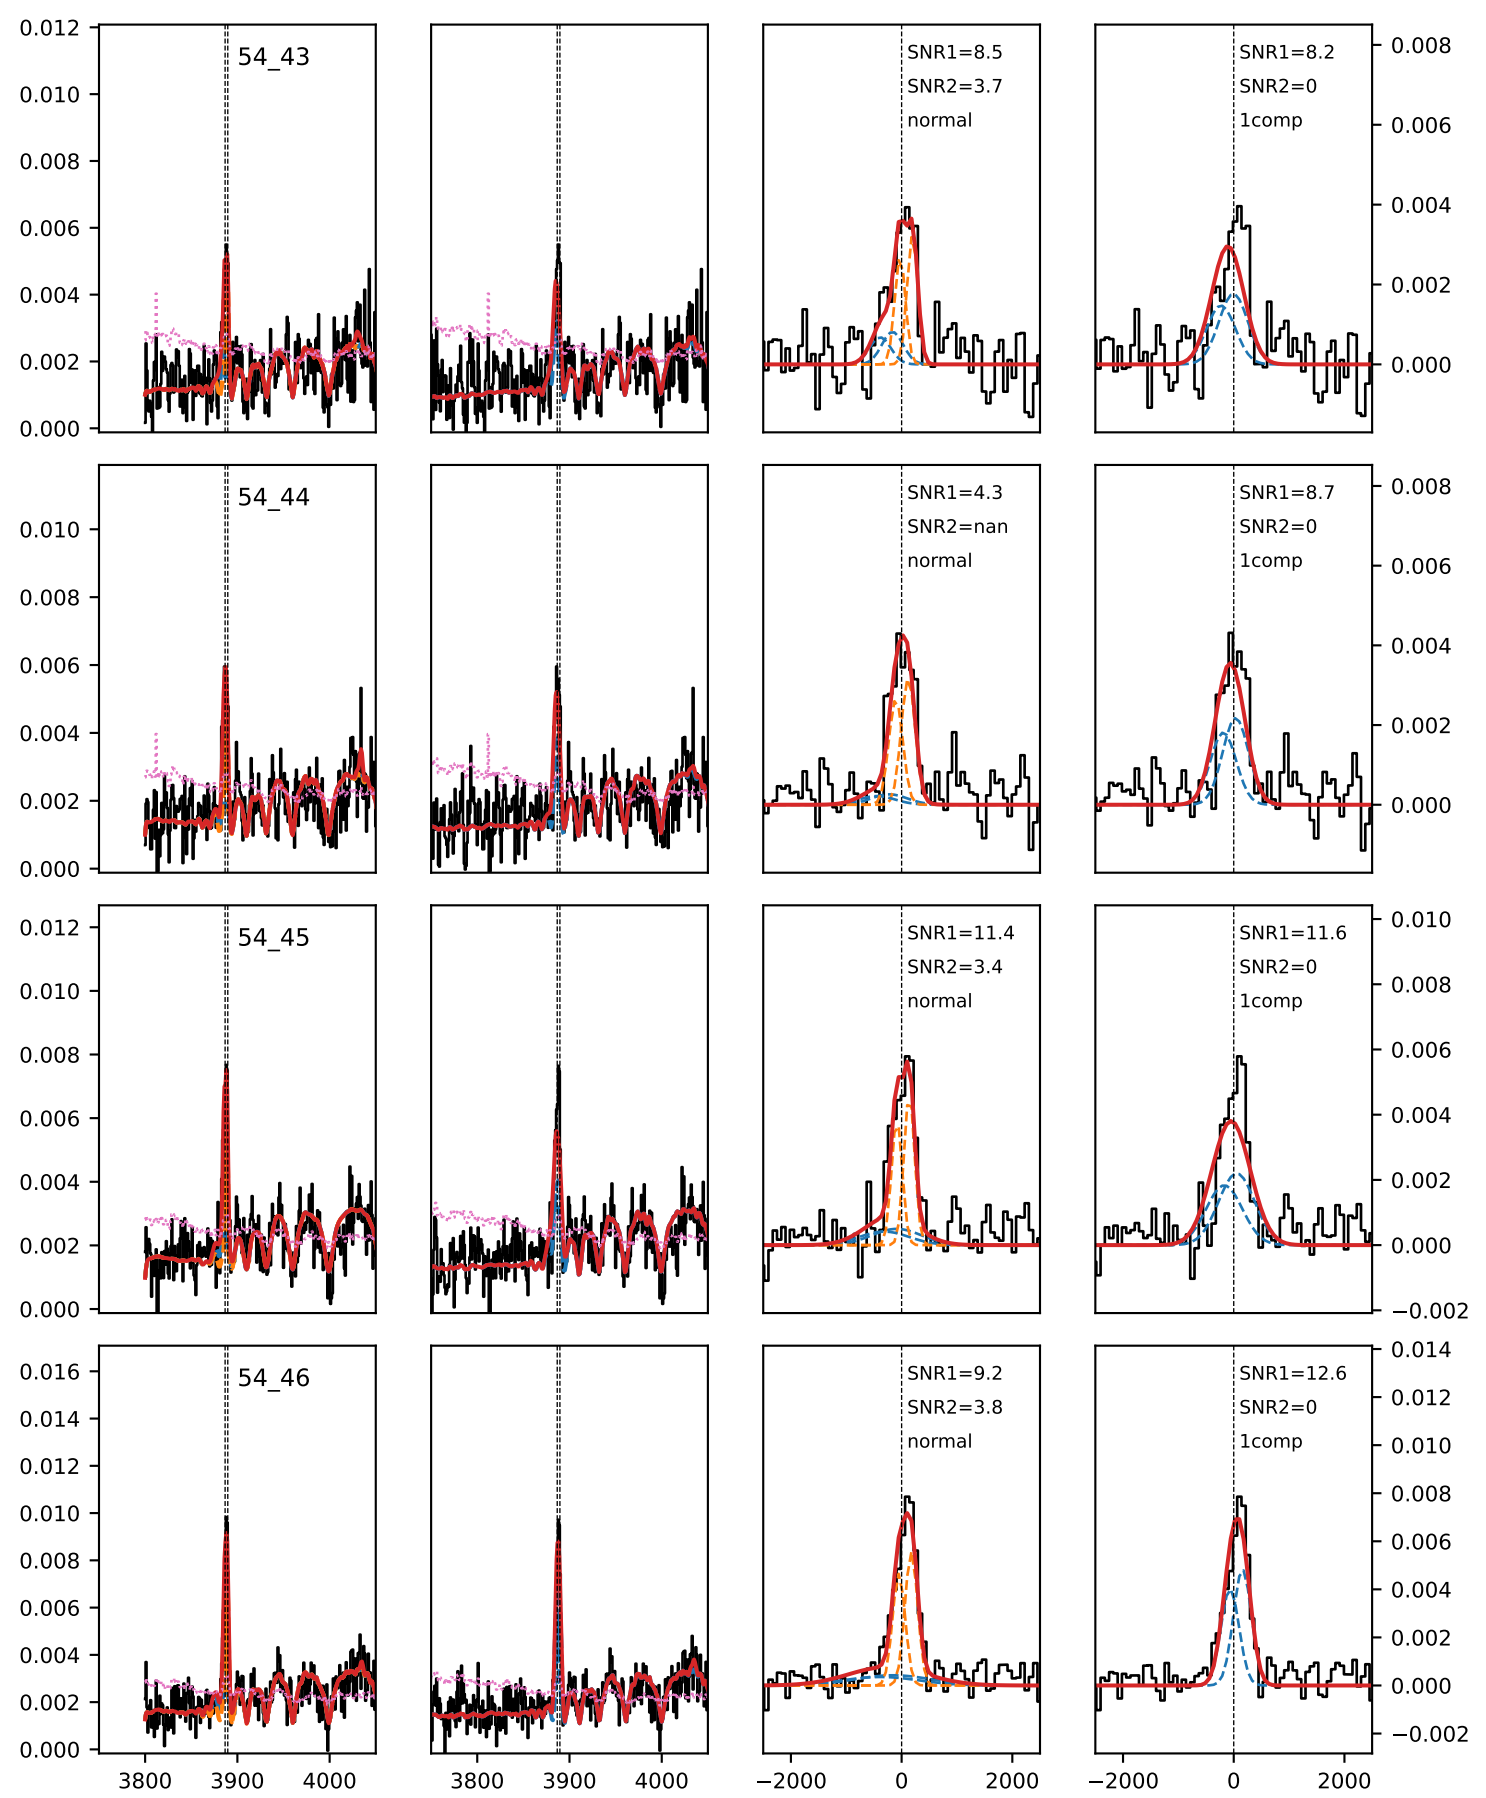 0.012
0.010
0.008
0.006
0.004
0.002
0.000
54_43
SNR1=8.5
SNR2=3.7
normal
SNR1=8.2
SNR2=0
1comp
0.008
0.006
0.004
0.002
0.000
0.010
0.008
0.006
0.004
0.002
0.000
54_44
SNR1=4.3
SNR2=nan
normal
SNR1=8.7
SNR2=0
1comp
0.008
0.006
0.004
0.002
0.000
0.012
0.010
0.008
0.006
0.004
0.002
0.000
54_45
SNR1=11.4
SNR2=3.4
normal
SNR1=11.6
SNR2=0
1comp
0.010
0.008
0.006
0.004
0.002
0.000
−0.002
0.016
0.014
0.012
0.010
0.008
0.006
0.004
0.002
0.000
54_46
SNR1=9.2
SNR2=3.8
normal
SNR1=12.6
SNR2=0
1comp
0.014
0.012
0.010
0.008
0.006
0.004
0.002
0.000
−0.002
3800 3900 4000
3800 3900 4000
−2000 0 2000
−2000 0 2000